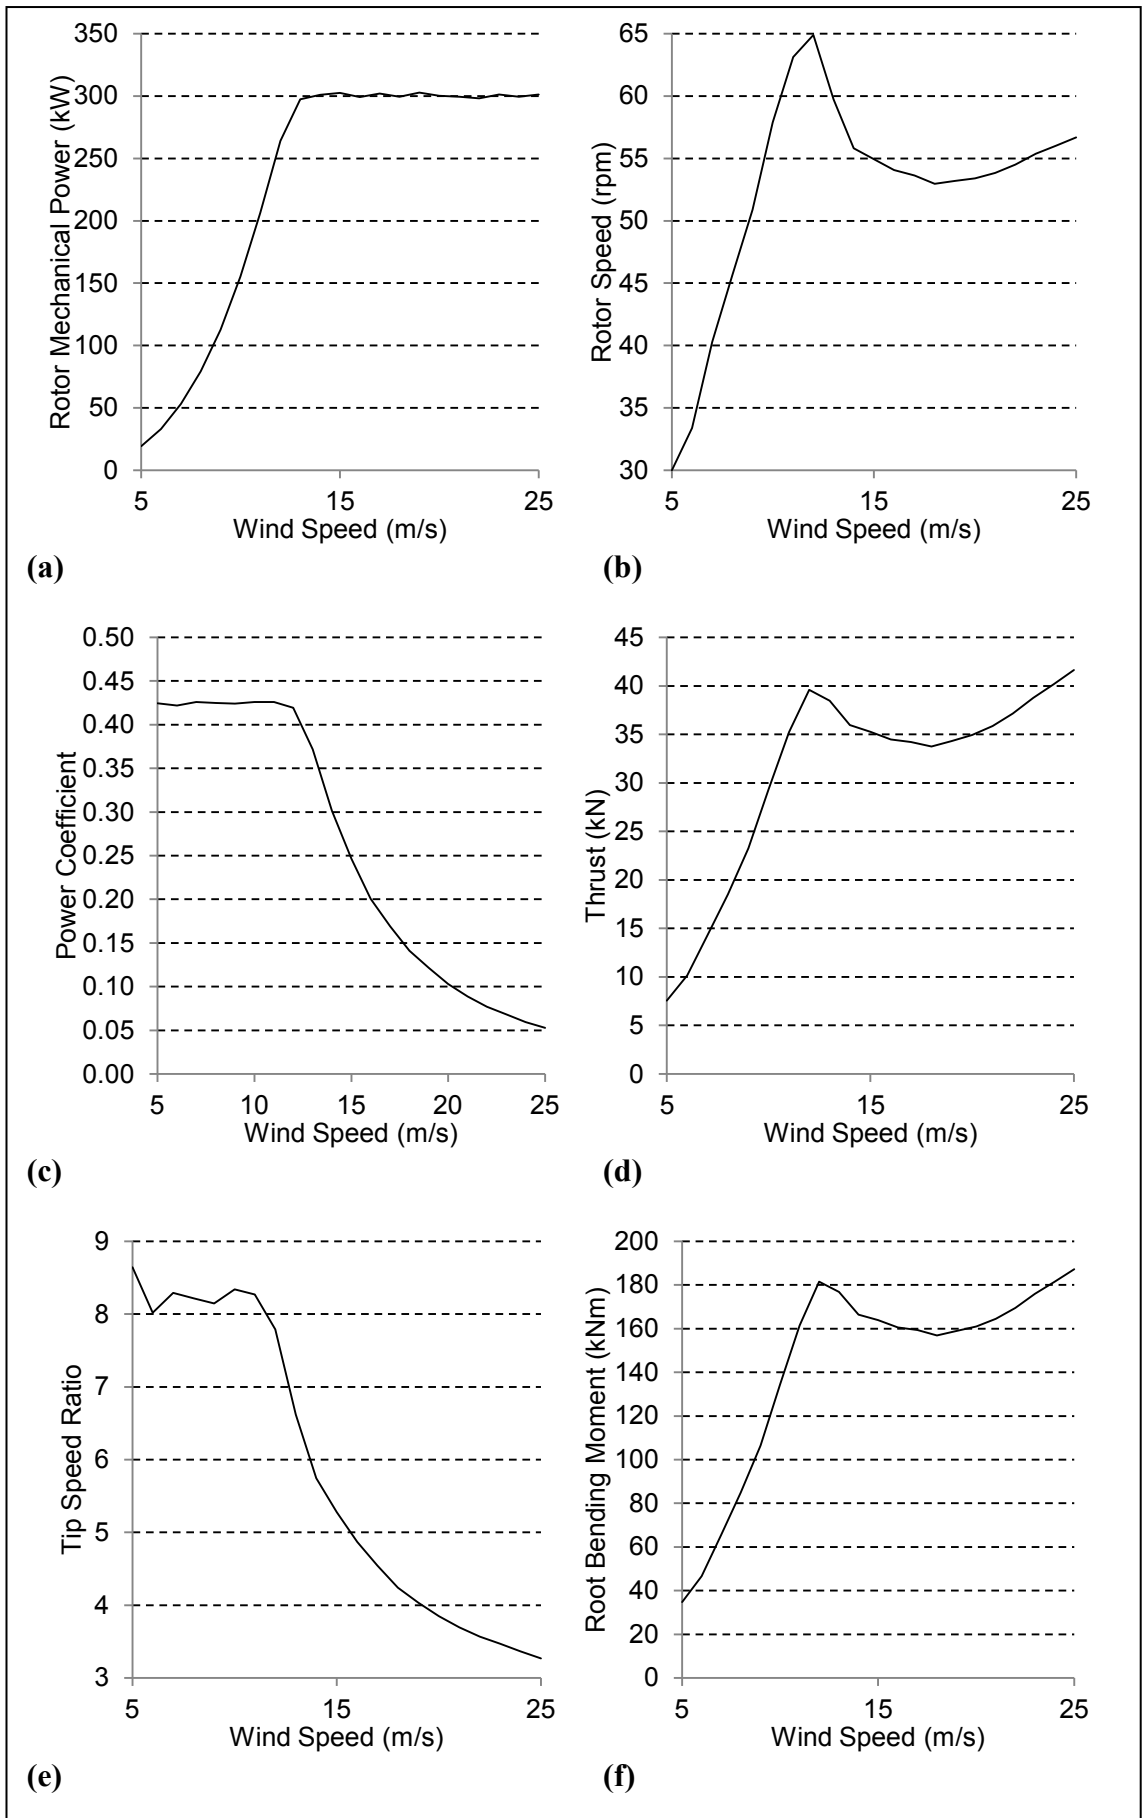 350
300
250
200
150
100
50
0
Rotor Mechanical Power (kW)
5 15 25
Wind Speed (m/s)
(a)
65
60
55
50
45
40
35
30
Rotor Speed (rpm)
5 15 25
Wind Speed (m/s)
(b)
0.50
0.45
0.40
0.35
0.30
0.25
0.20
0.15
0.10
0.05
0.00
Power Coefficient
5 10 15 20 25
Wind Speed (m/s)
(c)
45
40
35
30
25
20
15
10
5
0
Thrust (kN)
5 15 25
Wind Speed (m/s)
(d)
9
8
7
6
5
4
3
Tip Speed Ratio
5 15 25
Wind Speed (m/s)
(e)
200
180
160
140
120
100
80
60
40
20
0
Root Bending Moment (kNm)
5 15 25
Wind Speed (m/s)
(f)